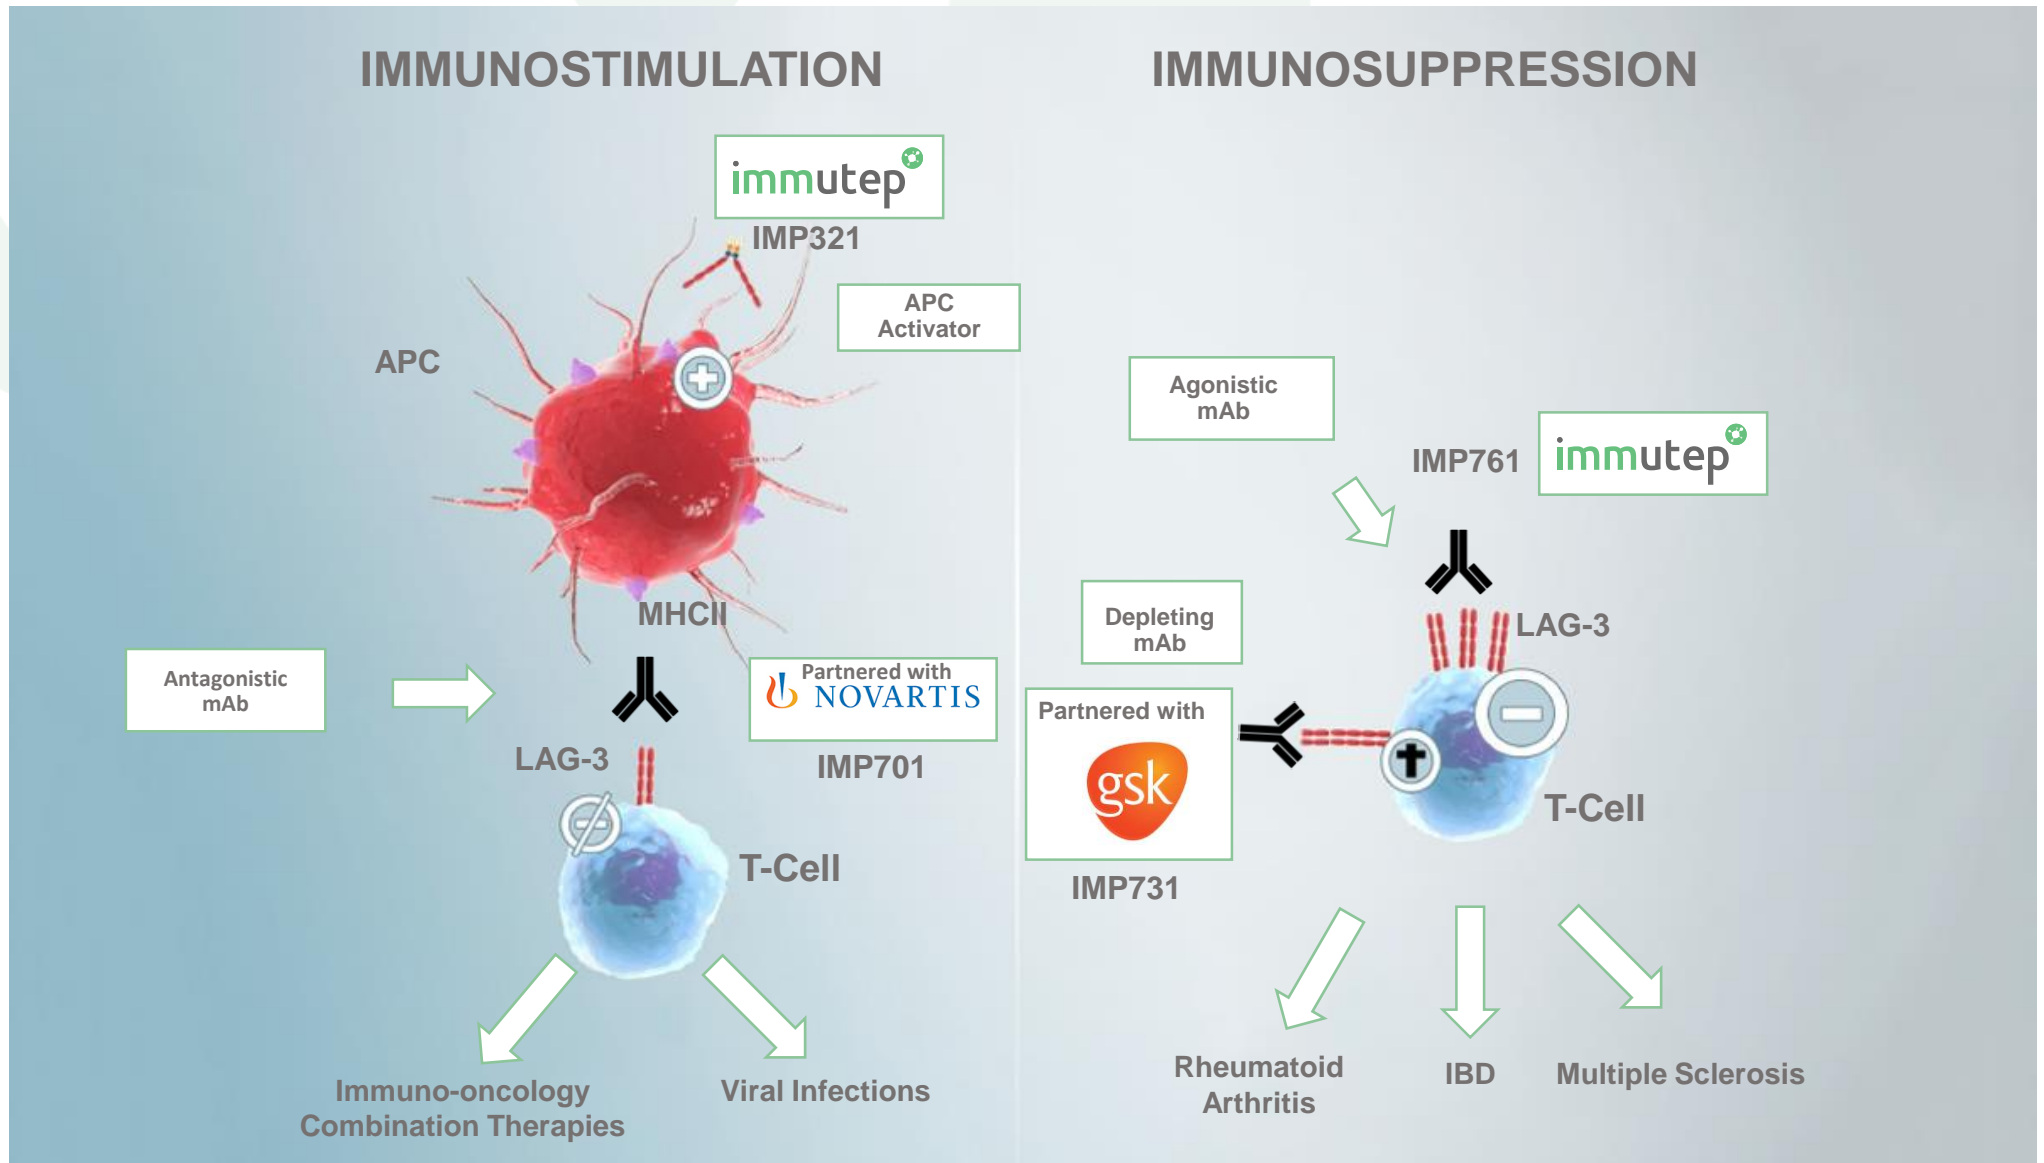 IMMUNOSTIMULATION
immutep
IMP321
APC
Activator
APC
MHCII
Antagonistic
mAb
Partnered with
NOVARTIS
LAG-3
IMP701
T-Cell
Immuno-oncology
Combination Therapies
Viral Infections
IMMUNOSUPPRESSION
Agonistic
mAb
IMP761
immutep
Depleting
mAb
LAG-3
Partnered with
gsk
T-Cell
IMP731
Rheumatoid
Arthritis
IBD
Multiple Sclerosis